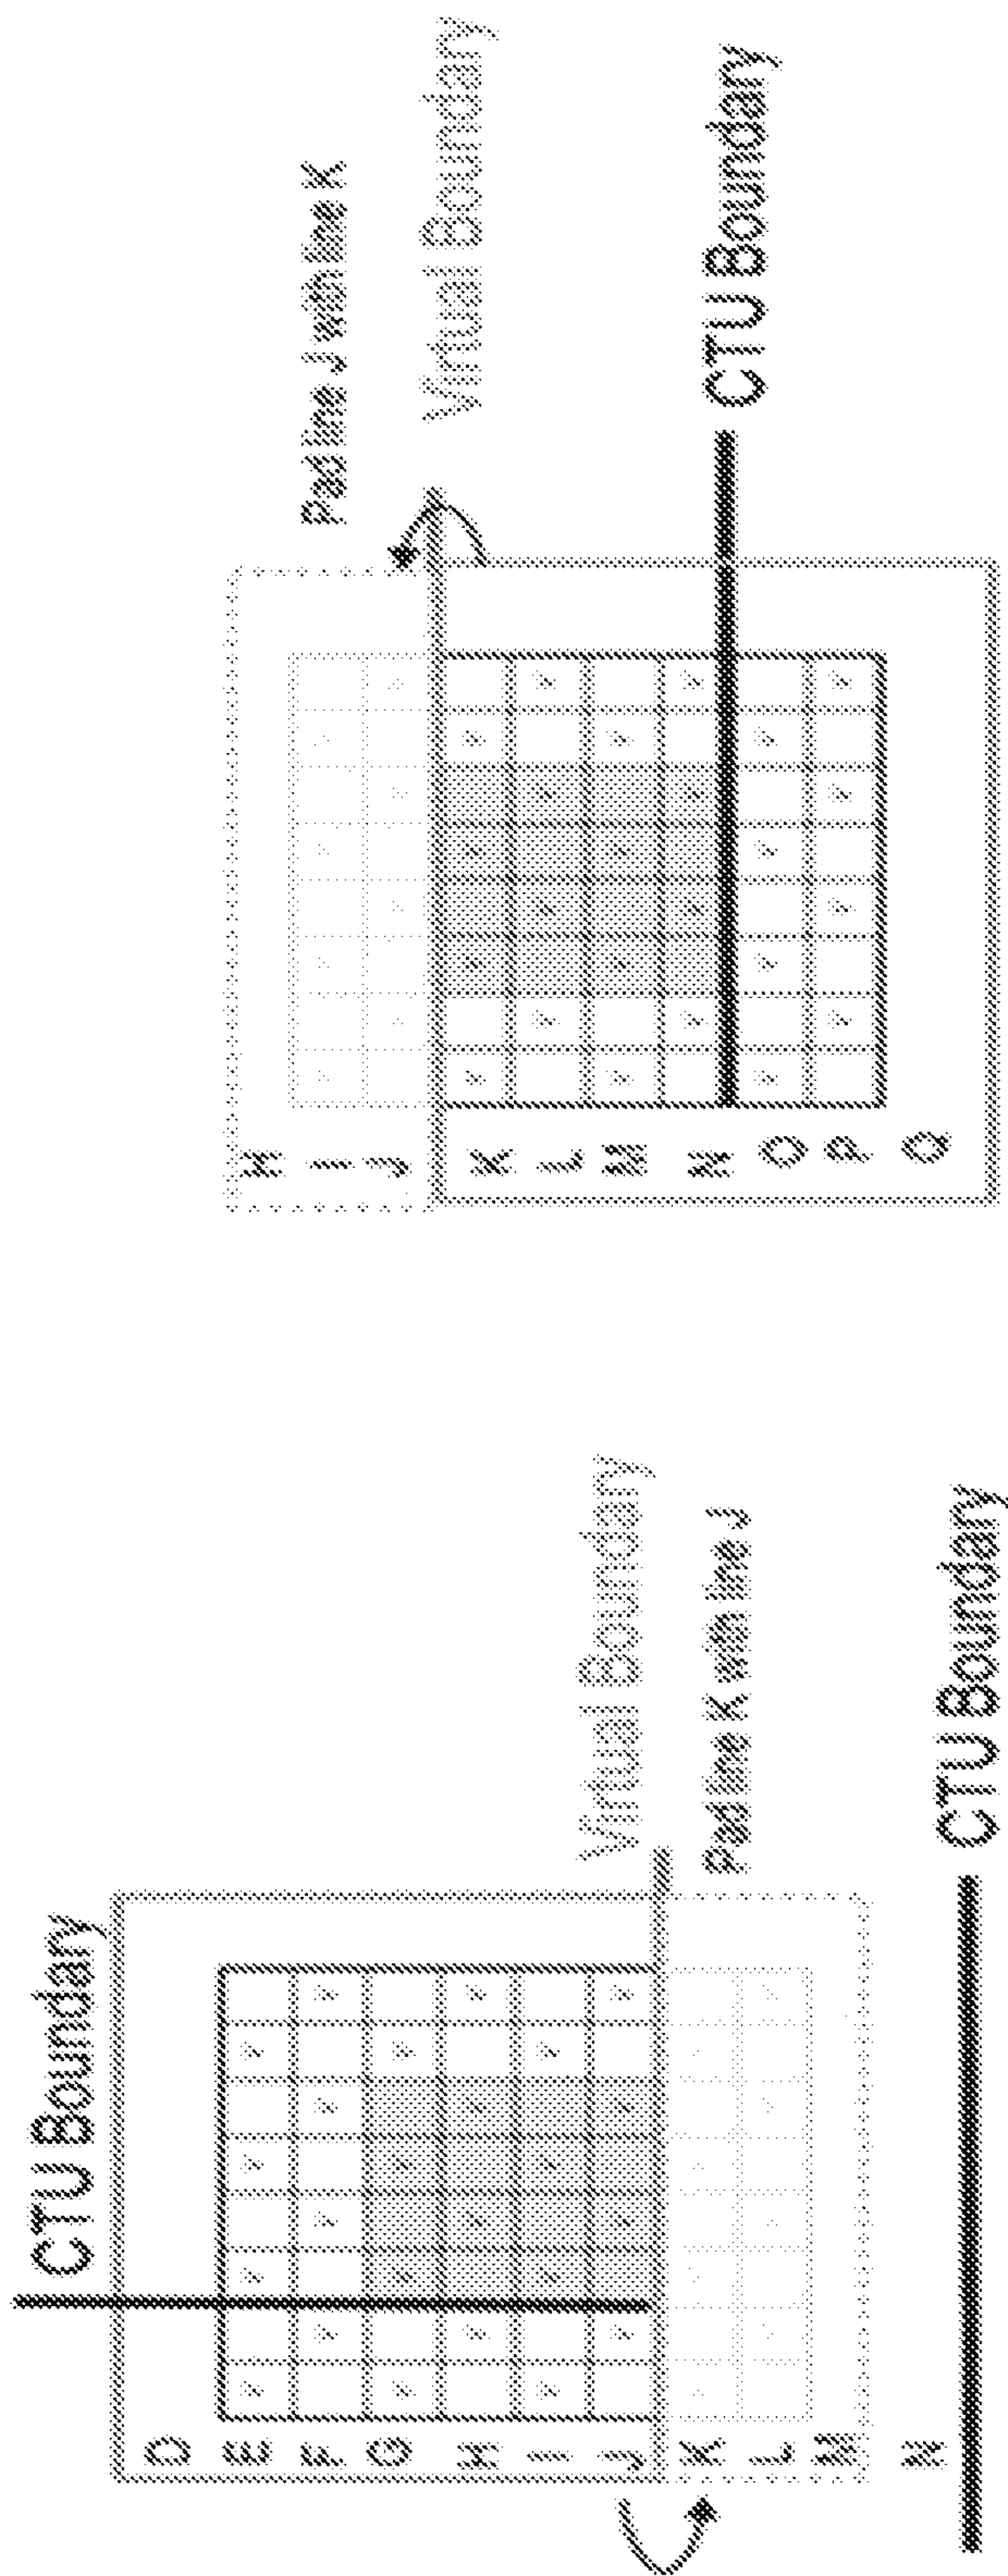 CTU Boundary
D
E
F
G
H
I
J
Virtual Boundary
K
Pad line K with line J
L
M
N
CTU Boundary
H
I
Pad line J with line K
J
Virtual Boundary
K
L
M
N
CTU Boundary
O
P
Q